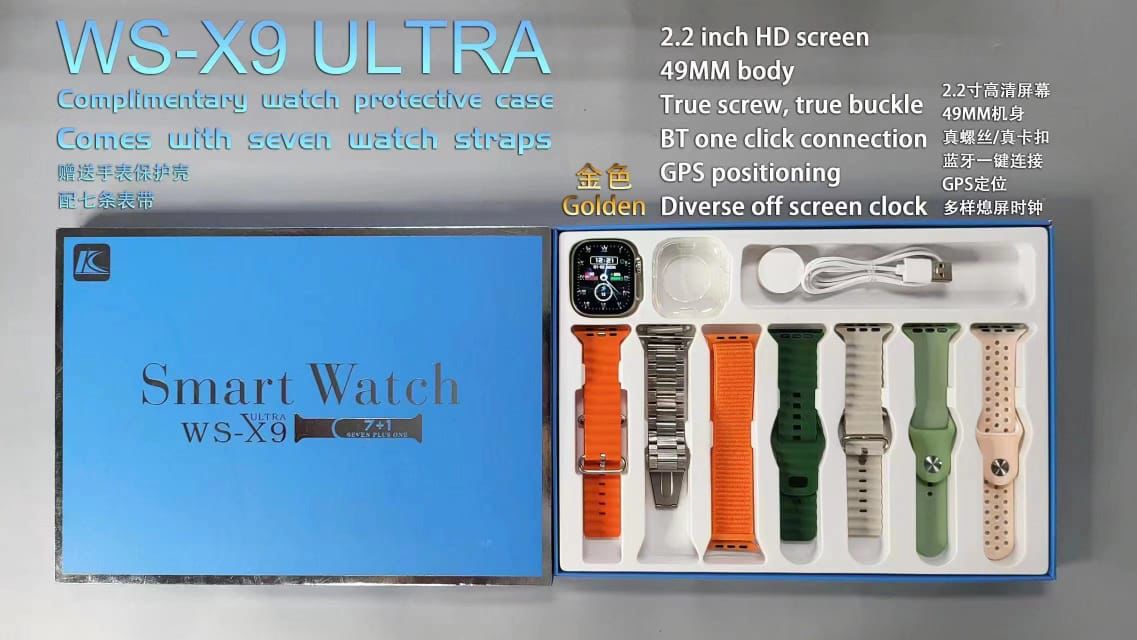 WS-X9 ULTRA
Complimentary watch protective case
Comes with seven watch straps
赠送手表保护壳
配七条表带
金色
Golden
2.2 inch HD screen
49MM body
True screw, true buckle
BT one click connection
GPS positioning
Diverse off screen clock
2.2寸高清屏幕
49MM机身
真螺丝/真卡扣
蓝牙一键连接
GPS定位
多样熄屏时钟
K
Smart Watch
ULTRA
WS-X9
7+1
SEVEN PLUS ONE
12:21